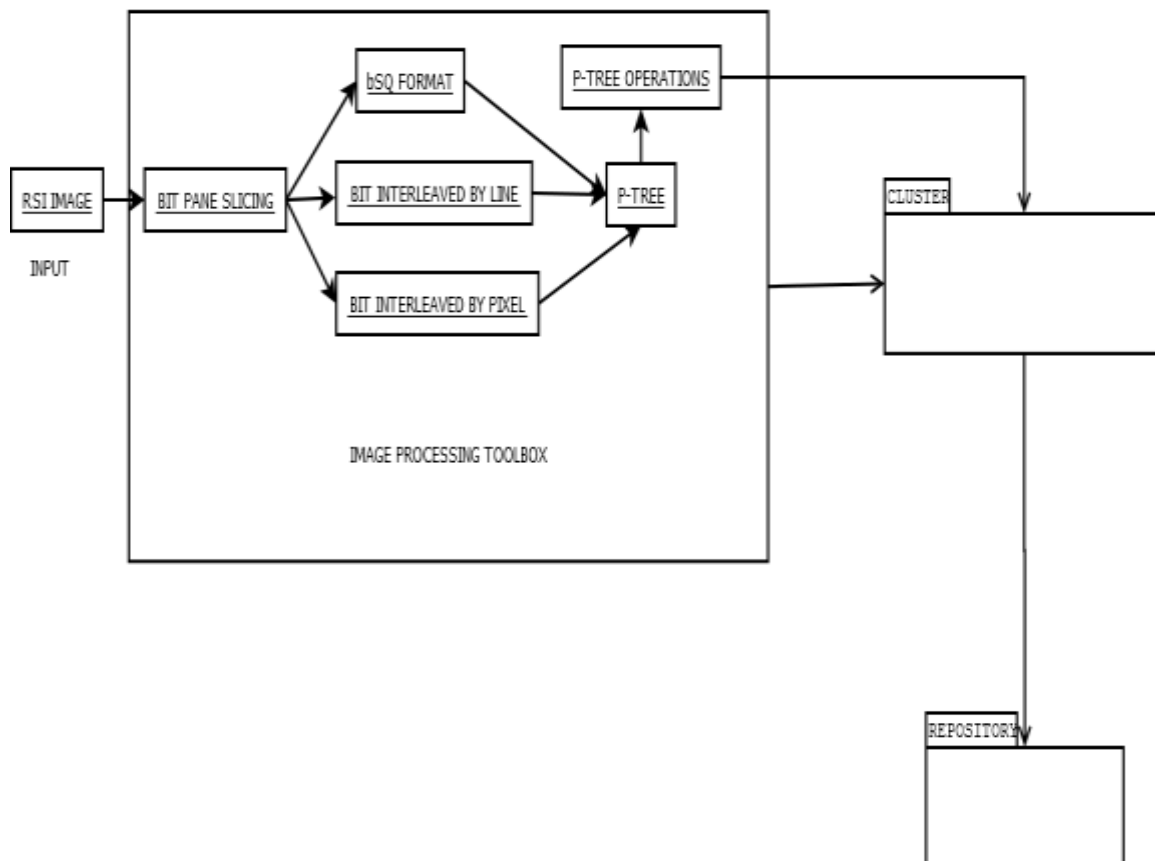 bSQ FORMAT
P-TREE OPERATIONS
RSI IMAGE
BIT PANE SLICING
BIT INTERLEAVED BY LINE
P-TREE
CLUSTER
INPUT
BIT INTERLEAVED BY PIXEL
IMAGE PROCESSING TOOLBOX
REPOSITORY